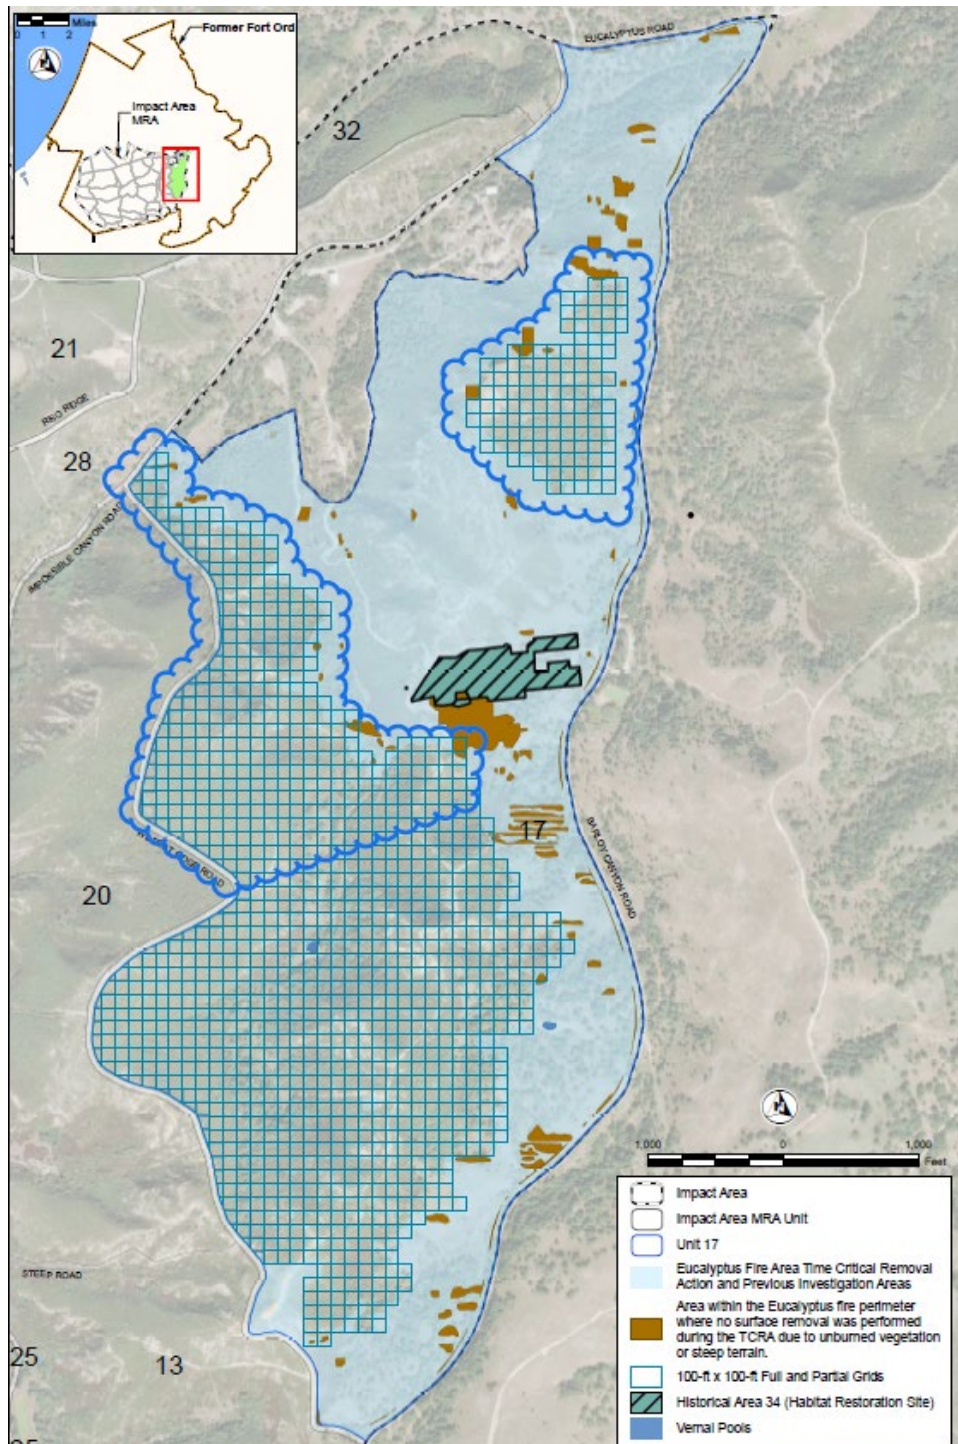 Miles
0 1 2
Former Fort Ord
Impact Area
MRA
EUCALYPTUS ROAD
32
21
28
IMPOSSIBLE CANYON ROAD
17
BARLOY CANYON ROAD
ROAD
20
1,000 0 1,000
Feet
STEEP ROAD
25
13
Impact Area
Impact Area MRA Unit
Unit 17
Eucalyptus Fire Area Time Critical Removal
Action and Previous Investigation Areas
Area within the Eucalyptus fire perimeter
where no surface removal was performed
during the TCRA due to unburned vegetation
or steep terrain.
100-ft x 100-ft Full and Partial Grids
Historical Area 34 (Habitat Restoration Site)
Vernal Pools